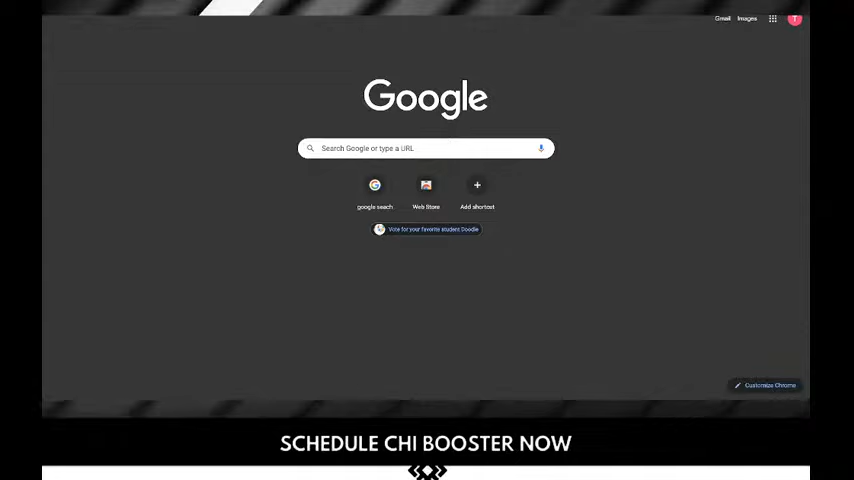 Gmail Images
T
Google
Search Google or type a URL
google seach
Web Store
Add shortcut
Vote for your favorite student Doodle
Customize Chrome
SCHEDULE CHI BOOSTER NOW